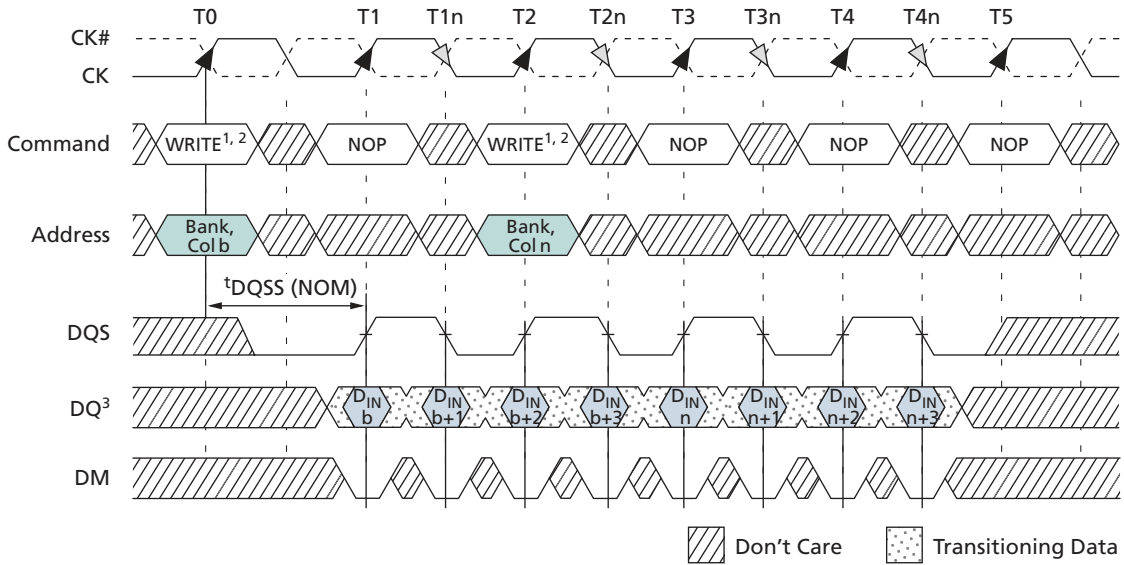 T0 T1 T1n T2 T2n T3 T3n T4 T4n T5
CK#
CK
Command WRITE1, 2 NOP WRITE1, 2 NOP NOP NOP
Address Bank, Col b Bank, Col n
tDQSS (NOM)
DQS
DQ3 DIN b DIN b+1 DIN b+2 DIN b+3 DIN n DIN n+1 DIN n+2 DIN n+3
DM
Don't Care Transitioning Data